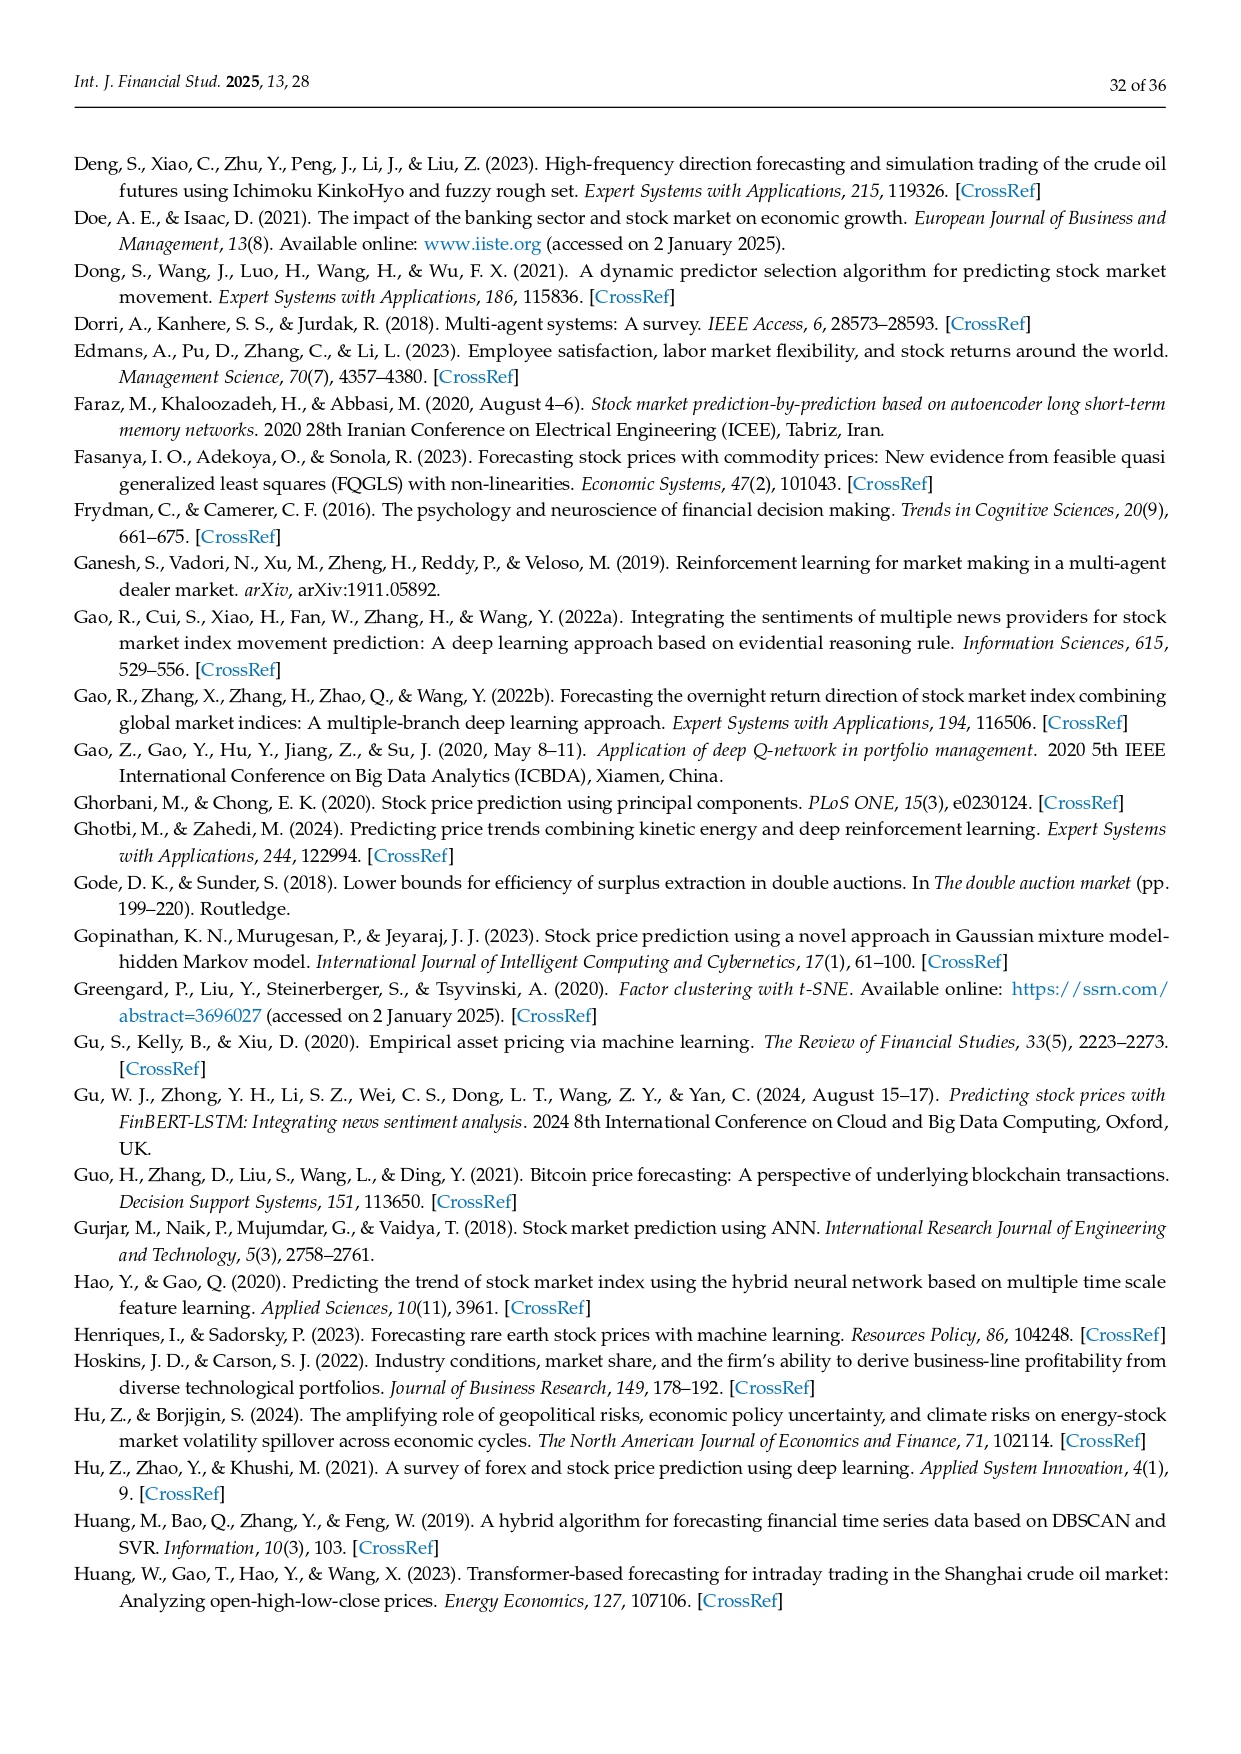 Int. J. Financial Stud. 2025, 13, 28
32 of 36
Deng, S., Xiao, C., Zhu, Y., Peng, J., Li, J., & Liu, Z. (2023). High-frequency direction forecasting and simulation trading of the crude oil
futures using Ichimoku KinkoHyo and fuzzy rough set. Expert Systems with Applications, 215, 119326. [CrossRef]
Doe, A. E., & Isaac, D. (2021). The impact of the banking sector and stock market on economic growth. European Journal of Business and
Management, 13(8). Available online: www.iiste.org (accessed on 2 January 2025).
Dong, S., Wang, J., Luo, H., Wang, H., & Wu, F. X. (2021). A dynamic predictor selection algorithm for predicting stock market
movement. Expert Systems with Applications, 186, 115836. [CrossRef]
Dorri, A., Kanhere, S. S., & Jurdak, R. (2018). Multi-agent systems: A survey. IEEE Access, 6, 28573–28593. [CrossRef]
Edmans, A., Pu, D., Zhang, C., & Li, L. (2023). Employee satisfaction, labor market flexibility, and stock returns around the world.
Management Science, 70(7), 4357–4380. [CrossRef]
Faraz, M., Khaloozadeh, H., & Abbasi, M. (2020, August 4–6). Stock market prediction-by-prediction based on autoencoder long short-term
memory networks. 2020 28th Iranian Conference on Electrical Engineering (ICEE), Tabriz, Iran.
Fasanya, I. O., Adekoya, O., & Sonola, R. (2023). Forecasting stock prices with commodity prices: New evidence from feasible quasi
generalized least squares (FQGLS) with non-linearities. Economic Systems, 47(2), 101043. [CrossRef]
Frydman, C., & Camerer, C. F. (2016). The psychology and neuroscience of financial decision making. Trends in Cognitive Sciences, 20(9),
661–675. [CrossRef]
Ganesh, S., Vadori, N., Xu, M., Zheng, H., Reddy, P., & Veloso, M. (2019). Reinforcement learning for market making in a multi-agent
dealer market. arXiv, arXiv:1911.05892.
Gao, R., Cui, S., Xiao, H., Fan, W., Zhang, H., & Wang, Y. (2022a). Integrating the sentiments of multiple news providers for stock
market index movement prediction: A deep learning approach based on evidential reasoning rule. Information Sciences, 615,
529–556. [CrossRef]
Gao, R., Zhang, X., Zhang, H., Zhao, Q., & Wang, Y. (2022b). Forecasting the overnight return direction of stock market index combining
global market indices: A multiple-branch deep learning approach. Expert Systems with Applications, 194, 116506. [CrossRef]
Gao, Z., Gao, Y., Hu, Y., Jiang, Z., & Su, J. (2020, May 8–11). Application of deep Q-network in portfolio management. 2020 5th IEEE
International Conference on Big Data Analytics (ICBDA), Xiamen, China.
Ghorbani, M., & Chong, E. K. (2020). Stock price prediction using principal components. PLoS ONE, 15(3), e0230124. [CrossRef]
Ghotbi, M., & Zahedi, M. (2024). Predicting price trends combining kinetic energy and deep reinforcement learning. Expert Systems
with Applications, 244, 122994. [CrossRef]
Gode, D. K., & Sunder, S. (2018). Lower bounds for efficiency of surplus extraction in double auctions. In The double auction market (pp.
199–220). Routledge.
Gopinathan, K. N., Murugesan, P., & Jeyaraj, J. J. (2023). Stock price prediction using a novel approach in Gaussian mixture model-
hidden Markov model. International Journal of Intelligent Computing and Cybernetics, 17(1), 61–100. [CrossRef]
Greengard, P., Liu, Y., Steinerberger, S., & Tsyvinski, A. (2020). Factor clustering with t-SNE. Available online: https://ssrn.com/
abstract=3696027 (accessed on 2 January 2025). [CrossRef]
Gu, S., Kelly, B., & Xiu, D. (2020). Empirical asset pricing via machine learning. The Review of Financial Studies, 33(5), 2223–2273.
[CrossRef]
Gu, W. J., Zhong, Y. H., Li, S. Z., Wei, C. S., Dong, L. T., Wang, Z. Y., & Yan, C. (2024, August 15–17). Predicting stock prices with
FinBERT-LSTM: Integrating news sentiment analysis. 2024 8th International Conference on Cloud and Big Data Computing, Oxford,
UK.
Guo, H., Zhang, D., Liu, S., Wang, L., & Ding, Y. (2021). Bitcoin price forecasting: A perspective of underlying blockchain transactions.
Decision Support Systems, 151, 113650. [CrossRef]
Gurjar, M., Naik, P., Mujumdar, G., & Vaidya, T. (2018). Stock market prediction using ANN. International Research Journal of Engineering
and Technology, 5(3), 2758–2761.
Hao, Y., & Gao, Q. (2020). Predicting the trend of stock market index using the hybrid neural network based on multiple time scale
feature learning. Applied Sciences, 10(11), 3961. [CrossRef]
Henriques, I., & Sadorsky, P. (2023). Forecasting rare earth stock prices with machine learning. Resources Policy, 86, 104248. [CrossRef]
Hoskins, J. D., & Carson, S. J. (2022). Industry conditions, market share, and the firm's ability to derive business-line profitability from
diverse technological portfolios. Journal of Business Research, 149, 178–192. [CrossRef]
Hu, Z., & Borjigin, S. (2024). The amplifying role of geopolitical risks, economic policy uncertainty, and climate risks on energy-stock
market volatility spillover across economic cycles. The North American Journal of Economics and Finance, 71, 102114. [CrossRef]
Hu, Z., Zhao, Y., & Khushi, M. (2021). A survey of forex and stock price prediction using deep learning. Applied System Innovation, 4(1),
9. [CrossRef]
Huang, M., Bao, Q., Zhang, Y., & Feng, W. (2019). A hybrid algorithm for forecasting financial time series data based on DBSCAN and
SVR. Information, 10(3), 103. [CrossRef]
Huang, W., Gao, T., Hao, Y., & Wang, X. (2023). Transformer-based forecasting for intraday trading in the Shanghai crude oil market:
Analyzing open-high-low-close prices. Energy Economics, 127, 107106. [CrossRef]